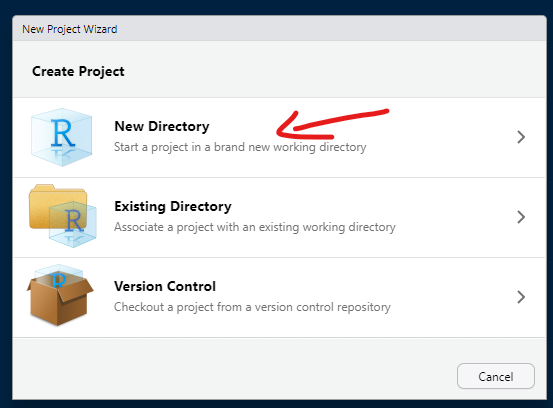 New Project Wizard
Create Project
New Directory
Start a project in a brand new working directory
Existing Directory
Associate a project with an existing working directory
Version Control
Checkout a project from a version control repository
Cancel